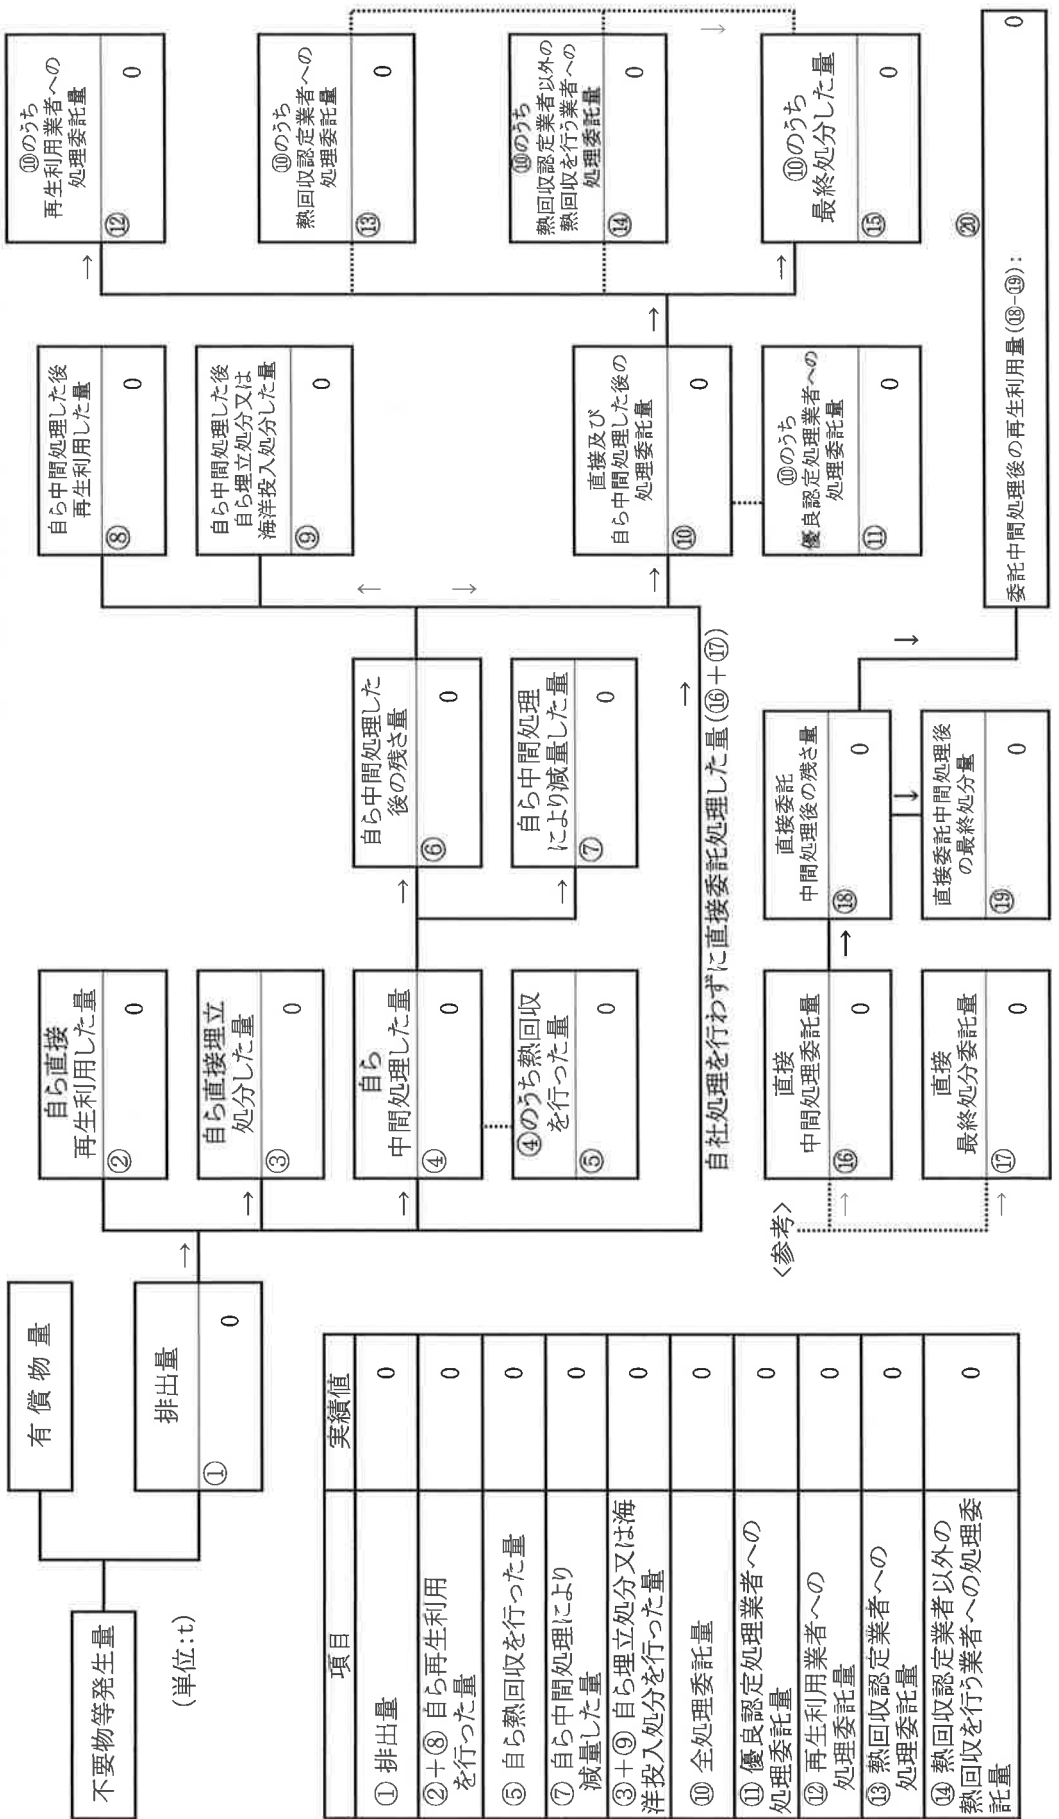 不要物等発生量
(単位:t)
有償物量
排出量
①
0
→
自ら直接
再生利用した量
②
0
自ら直接埋立
処分した量
③
0
→
自ら
中間処理した量
④
0
→
④のうち熱回収
を行った量
⑤
0
自ら中間処理した
後の残さ量
⑥
0
→
自ら中間処理
により減量した量
⑦
0
→
自社処理を行わずに直接委託処理した量(⑯+⑰)
→
自ら中間処理した後
再生利用した量
⑧
0
自ら中間処理した後
自ら埋立処分又は
海洋投入処分した量
⑨
0
↑
↓
直接及び
自ら中間処理した後の
処理委託量
⑩
0
→
→
⑩のうち
優良認定処理業者への
処理委託量
⑪
0
⑩のうち
再生利用業者への
処理委託量
⑫
0
→
⑩のうち
熱回収認定業者への
処理委託量
⑬
0
⑩のうち
熱回収認定業者以外の
熱回収を行う業者への
処理委託量
⑭
0
↓
⑩のうち
最終処分した量
⑮
0
→
<参考>
直接
中間処理委託量
⑯
0
→
直接
最終処分委託量
⑰
0
→
直接委託
中間処理後の残さ量
⑱
0
→
直接委託中間処理後
の最終処分量
⑲
0
↓
↓
⑳
委託中間処理後の再生利用量(⑱-⑲):
0
項目 実績値
① 排出量 0
②+⑧ 自ら再生利用
を行った量 0
⑤ 自ら熱回収を行った量 0
⑦ 自ら中間処理により
減量した量 0
③+⑨ 自ら埋立処分又は海
洋投入処分を行った量 0
⑩ 全処理委託量 0
⑪ 優良認定処理業者への
処理委託量 0
⑫ 再生利用業者への
処理委託量 0
⑬ 熱回収認定業者への
処理委託量 0
⑭ 熱回収認定業者以外の
熱回収を行う業者への処理委
託量 0